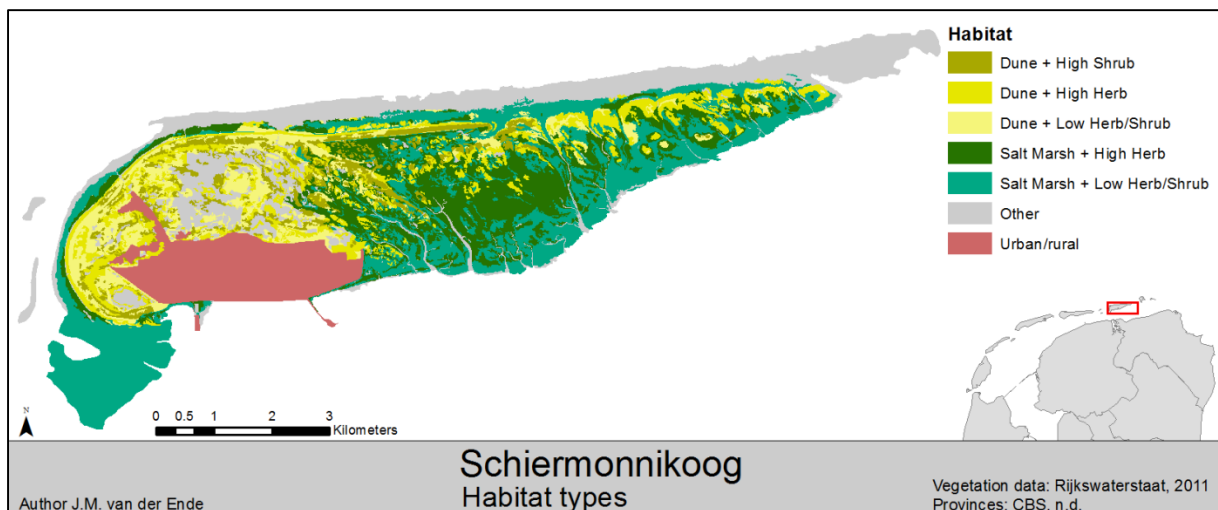 Habitat
Dune + High Shrub
Dune + High Herb
Dune + Low Herb/Shrub
Salt Marsh + High Herb
Salt Marsh + Low Herb/Shrub
Other
Urban/rural
N
0 0.5 1 2 3
Kilometers
Schiermonnikoog
Habitat types
Author J.M. van der Ende
Vegetation data: Rijkswaterstaat, 2011
Provinces: CBS, n.d.